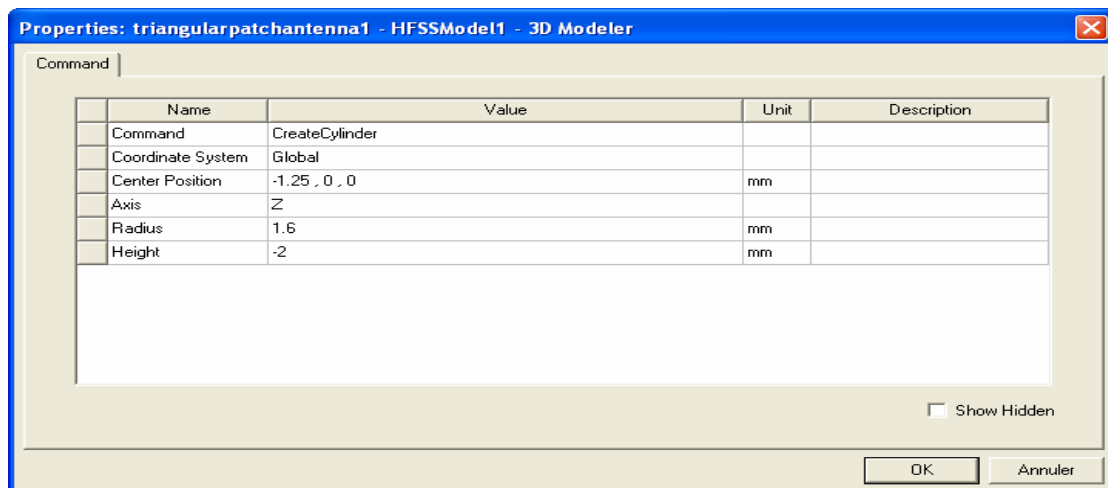 Properties: triangularpatchantenna1 - HFSSModel1 - 3D Modeler
Command
Name Value Unit Description
Command CreateCylinder
Coordinate System Global
Center Position -1.25 , 0 , 0 mm
Axis Z
Radius 1.6 mm
Height -2 mm
Show Hidden
OK Annuler